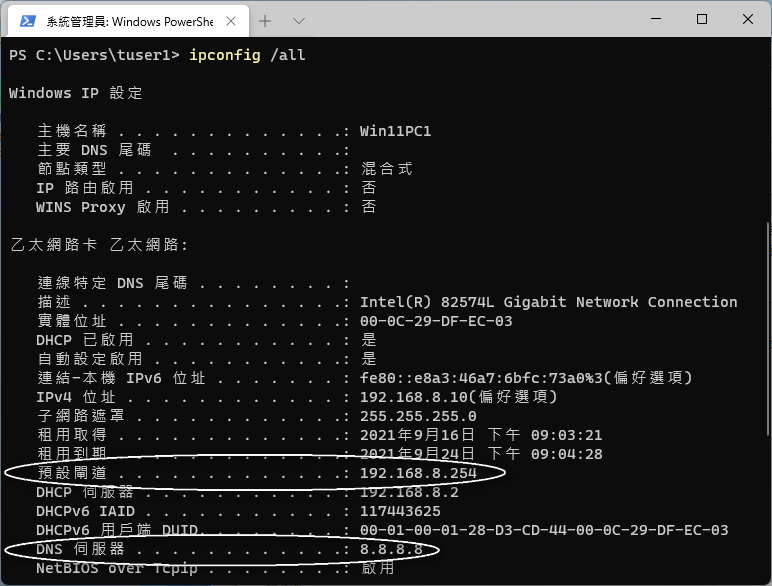 系統管理員: Windows PowerShe
PS C:\Users\tuser1> ipconfig /all
Windows IP 設定
主機名稱 . . . . . . . . . . . . .: Win11PC1
主要 DNS 尾碼  . . . . . . . . . .:
節點類型 . . . . . . . . . . . . .: 混合式
IP 路由啟用 . . . . . . . . . . . : 否
WINS Proxy 啟用 . . . . . . . . . : 否
乙太網路卡 乙太網路:
連線特定 DNS 尾碼 . . . . . . . . :
描述 . . . . . . . . . . . . . . .: Intel(R) 82574L Gigabit Network Connection
實體位址 . . . . . . . . . . . . .: 00-0C-29-DF-EC-03
DHCP 已啟用 . . . . . . . . . . . : 是
自動設定啟用 . . . . . . . . . . .: 是
連結-本機 IPv6 位址 . . . . . . . : fe80::e8a3:46a7:6bfc:73a0%3(偏好選項)
IPv4 位址 . . . . . . . . . . . . : 192.168.8.10(偏好選項)
子網路遮罩 . . . . . . . . . . . .: 255.255.255.0
租用取得 . . . . . . . . . . . . .: 2021年9月16日 下午 09:03:21
租用到期 . . . . . . . . . . . . .: 2021年9月24日 下午 09:04:28
預設閘道 . . . . . . . . . . . . .: 192.168.8.254
DHCP 伺服器 . . . . . . . . . . . : 192.168.8.2
DHCPv6 IAID . . . . . . . . . . . : 117443625
DHCPv6 用戶端 DUID. . . . . . . . : 00-01-00-01-28-D3-CD-44-00-0C-29-DF-EC-03
DNS 伺服器 . . . . . . . . . . . .: 8.8.8.8
NetBIOS over Tcpip . . . . . . . .: 啟用